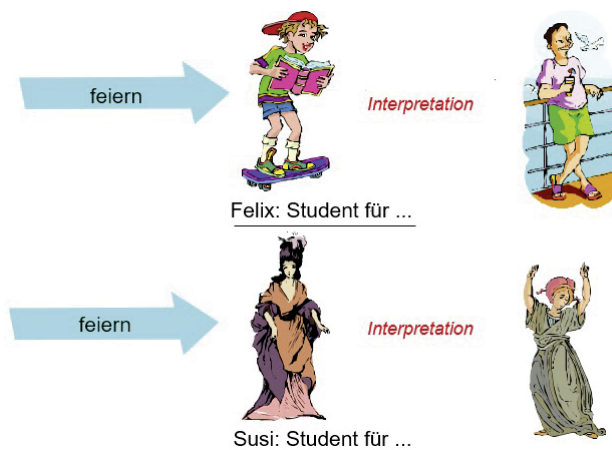 feiern
Interpretation
Felix: Student für ...
feiern
Interpretation
Susi: Student für ...